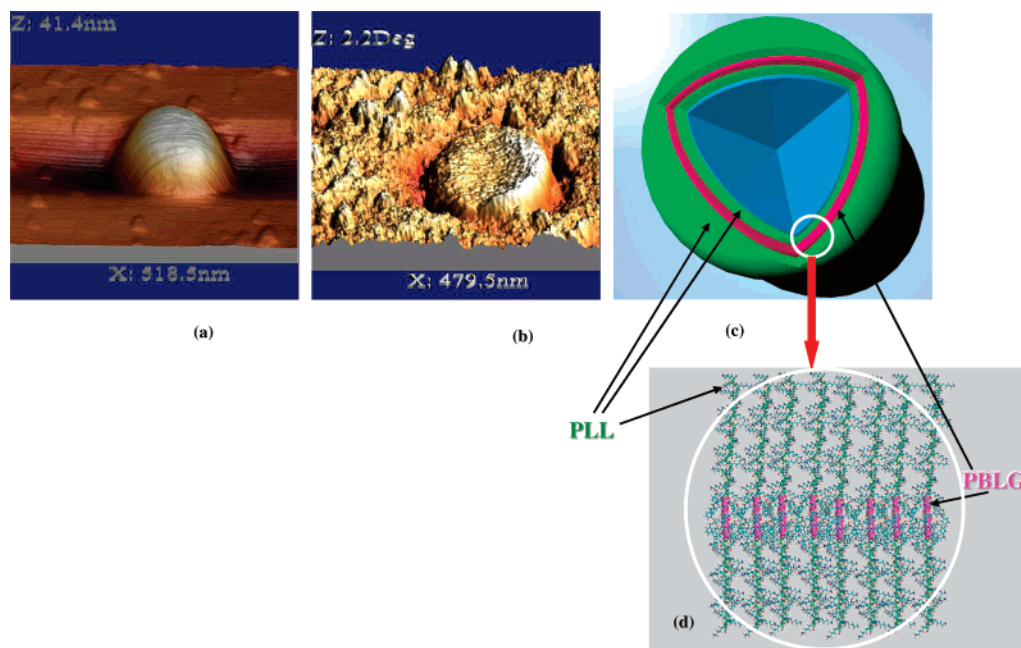 Z: 41.4nm
X: 518.5nm
(a)
Z: 2.2Deg
X: 479.5nm
(b)
(c)
PLL
PBLG
(d)